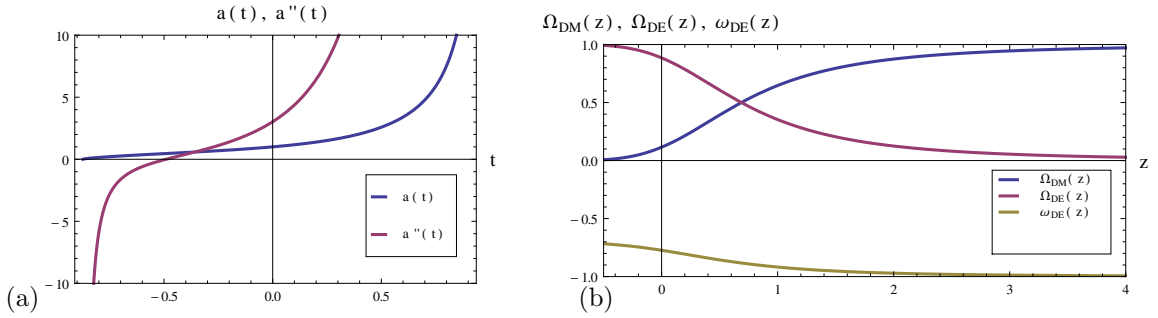 a(t), a''(t)
10
5
0
-5
-10
-0.5
0.0
0.5
t
a(t)
a''(t)
(a)
Ω_DM(z), Ω_DE(z), ω_DE(z)
1.0
0.5
0.0
-0.5
-1.0
0
1
2
3
4
z
Ω_DM(z)
Ω_DE(z)
ω_DE(z)
(b)